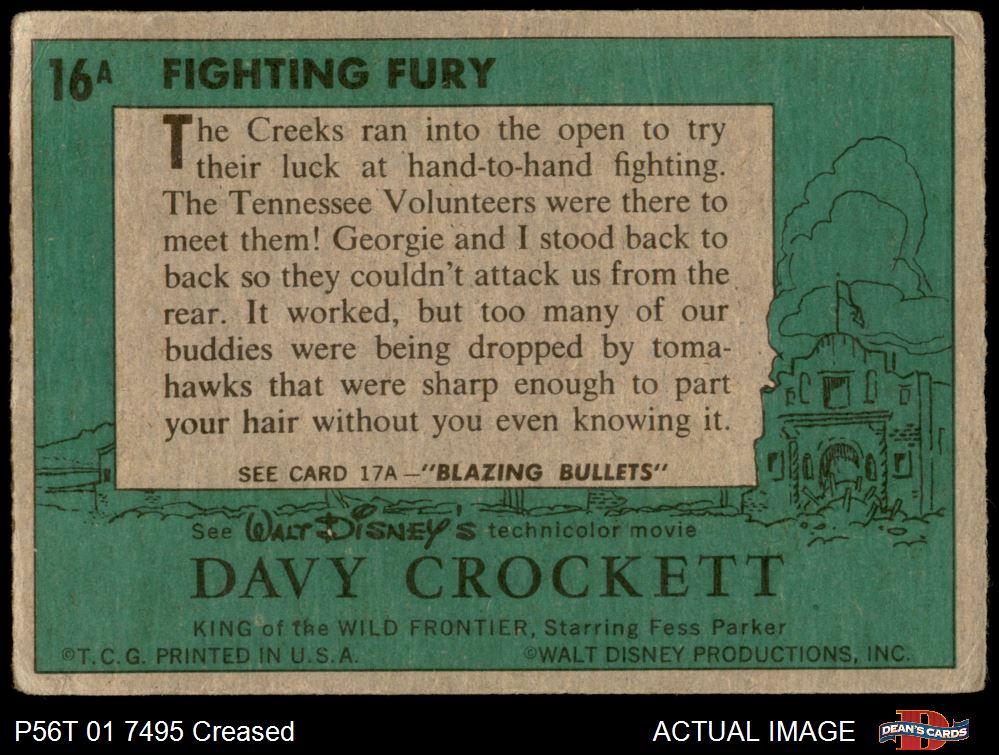 16A FIGHTING FURY
The Creeks ran into the open to try
their luck at hand-to-hand fighting.
The Tennessee Volunteers were there to
meet them! Georgie and I stood back to
back so they couldn't attack us from the
rear. It worked, but too many of our
buddies were being dropped by toma-
hawks that were sharp enough to part
your hair without you even knowing it.
SEE CARD 17A—"BLAZING BULLETS"
See WALT DISNEY'S technicolor movie
DAVY CROCKETT
KING of the WILD FRONTIER, Starring Fess Parker
©T.C.G. PRINTED IN U.S.A. ©WALT DISNEY PRODUCTIONS, INC.
P56T 01 7495 Creased ACTUAL IMAGE D DEAN'S CARDS